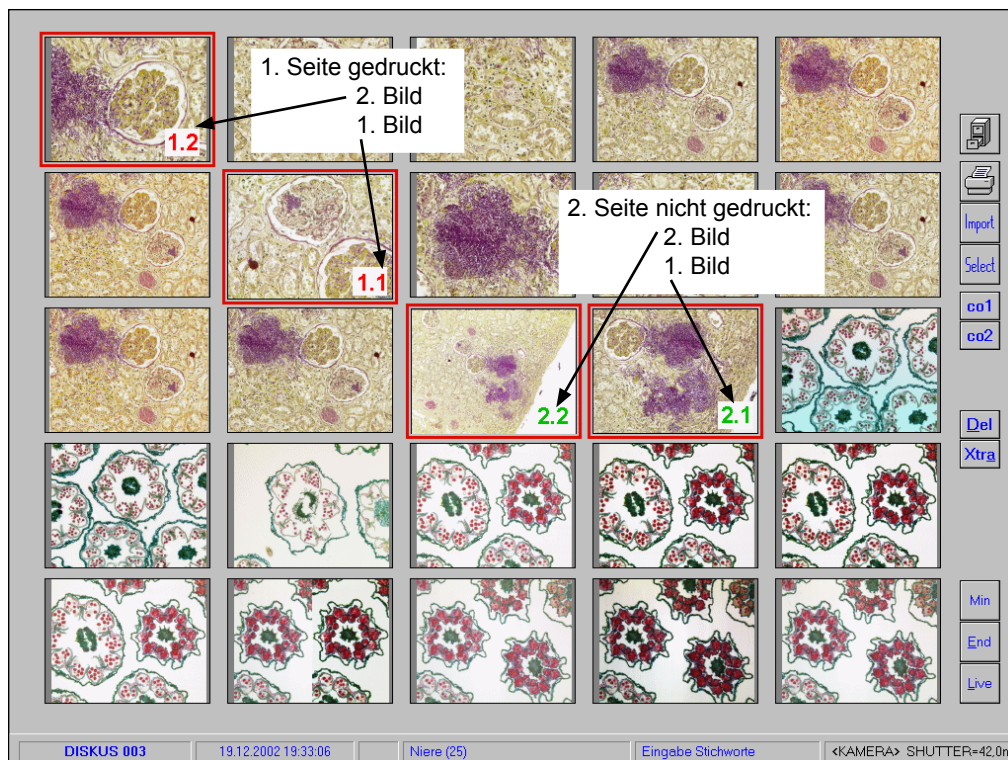 1. Seite gedruckt:
2. Bild
1. Bild
1.2
1.1
2. Seite nicht gedruckt:
2. Bild
1. Bild
2.2
2.1
Import
Select
co1
co2
Del
Xtra
Min
End
Live
DISKUS 003
19.12.2002 19:33:06
Niere (25)
Eingabe Stichworte
<KAMERA> SHUTTER=42,0m